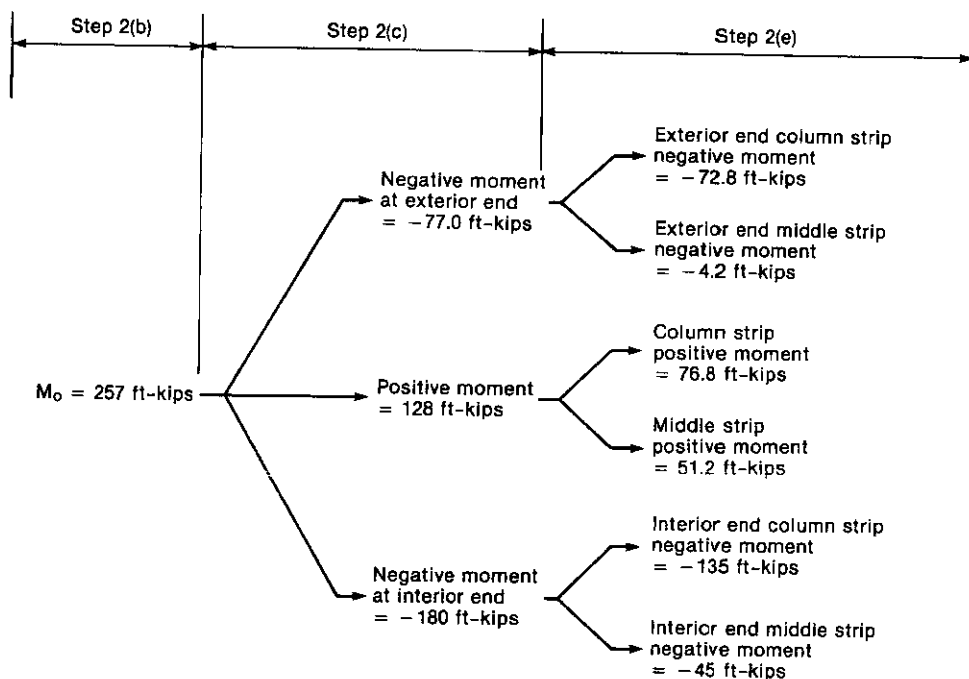 Step 2(b)
Step 2(c)
Step 2(e)
Exterior end column strip
negative moment
= −72.8 ft-kips
Negative moment
at exterior end
= −77.0 ft-kips
Exterior end middle strip
negative moment
= −4.2 ft-kips
Column strip
positive moment
= 76.8 ft-kips
Mo = 257 ft-kips
Positive moment
= 128 ft-kips
Middle strip
positive moment
= 51.2 ft-kips
Interior end column strip
negative moment
= −135 ft-kips
Negative moment
at interior end
= −180 ft-kips
Interior end middle strip
negative moment
= −45 ft-kips